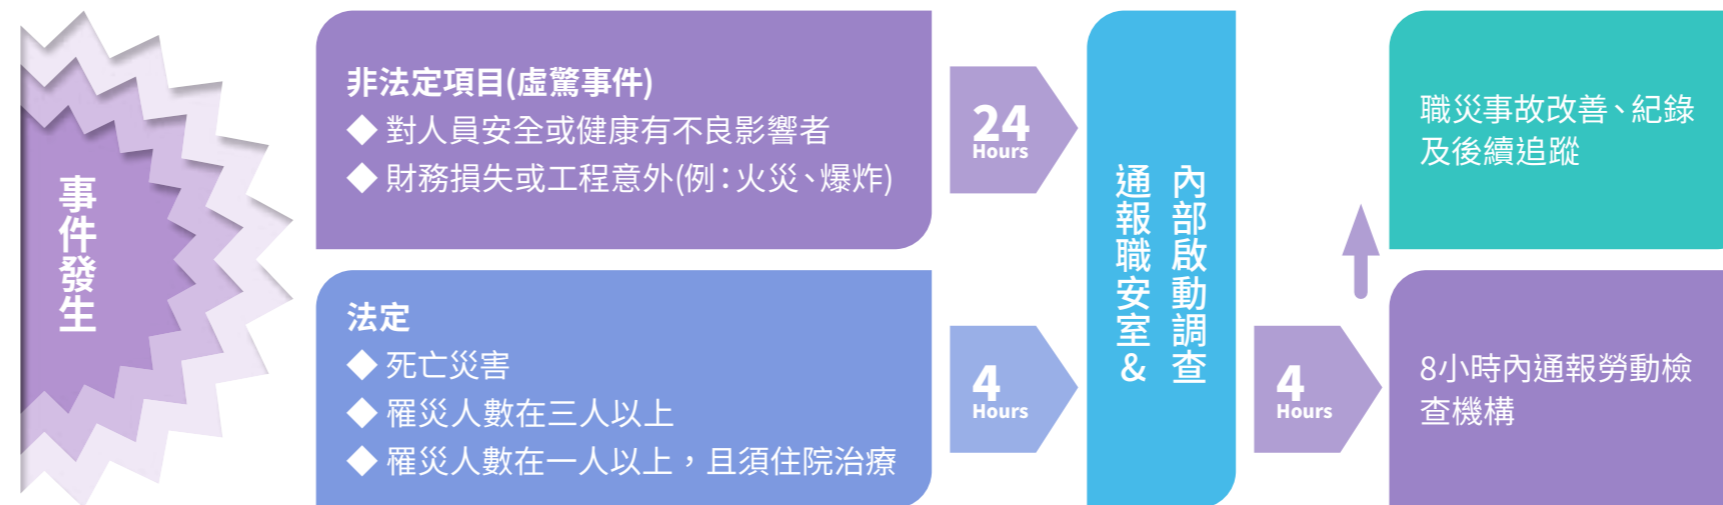 事件發生
非法定項目(虛驚事件)
◆ 對人員安全或健康有不良影響者
◆ 財務損失或工程意外(例：火災、爆炸)
24
Hours
法定
◆ 死亡災害
◆ 罹災人數在三人以上
◆ 罹災人數在一人以上，且須住院治療
4
Hours
通報職安室&
內部啟動調查
4
Hours
職災事故改善、紀錄
及後續追蹤
8小時內通報勞動檢
查機構